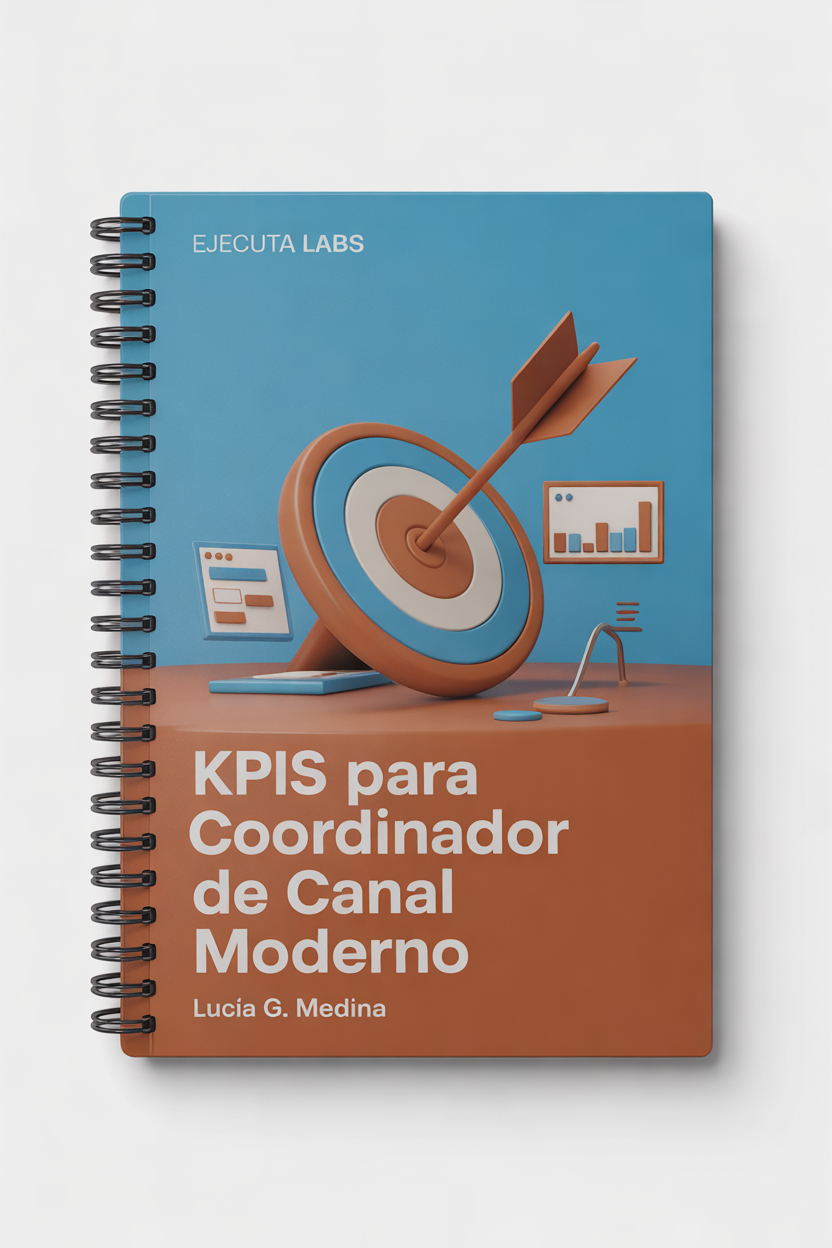 EJECUTA LABS
KPIS para
Coordinador
de Canal
Moderno
Lucía G. Medina